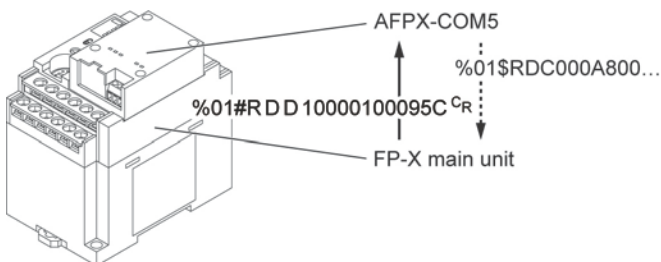 AFPX-COM5
%01$RDC000A800…
%01#RDD10000100095C CR
FP-X main unit